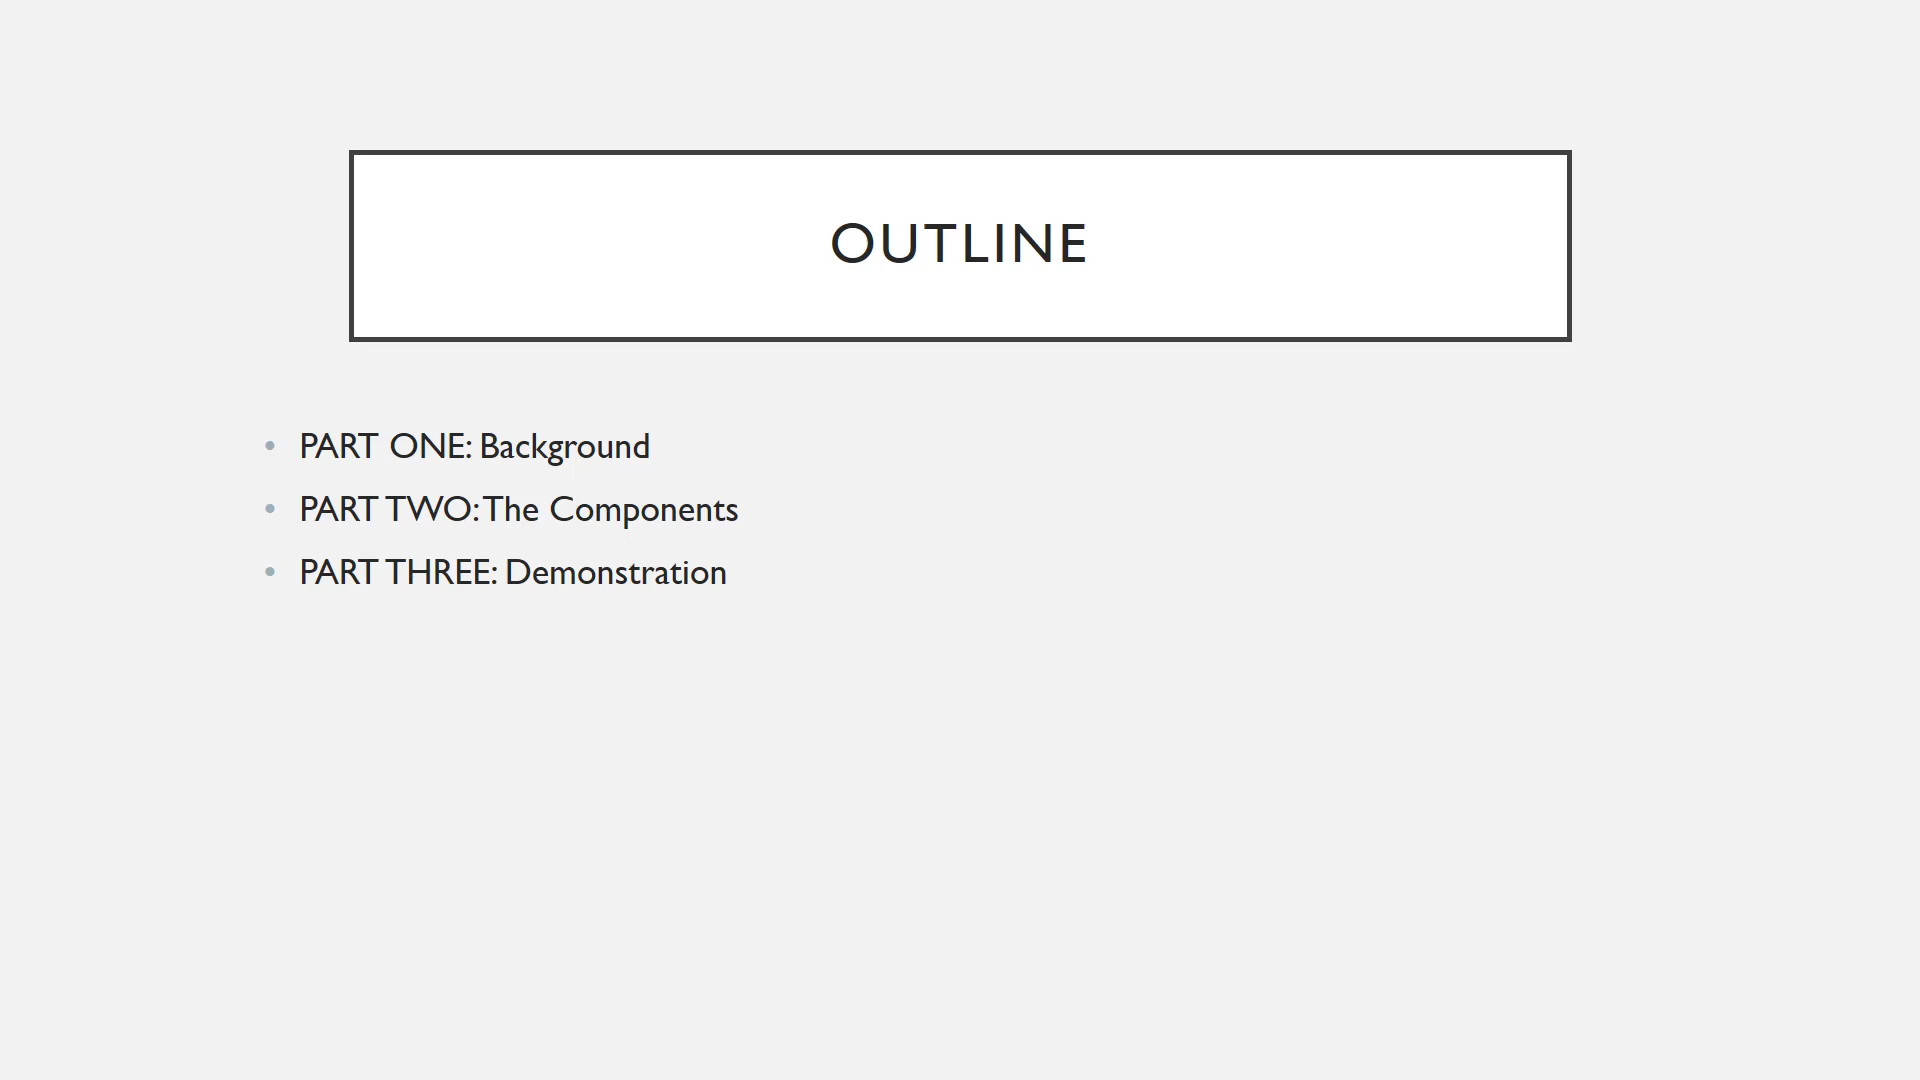 OUTLINE
• PART ONE: Background
• PART TWO: The Components
• PART THREE: Demonstration